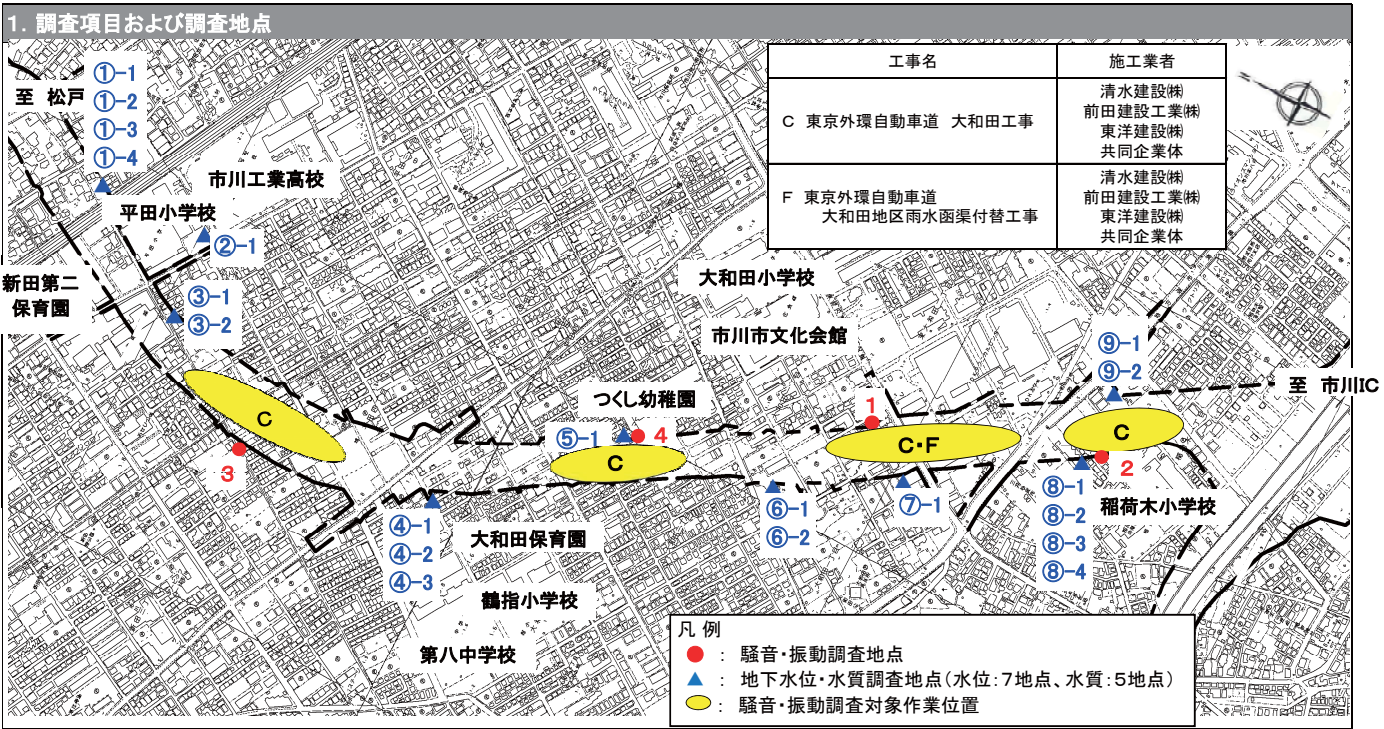 1. 調査項目および調査地点
工事名
施工業者
C 東京外環自動車道 大和田工事
清水建設㈱
前田建設工業㈱
東洋建設㈱
共同企業体
F 東京外環自動車道
大和田地区雨水函渠付替工事
清水建設㈱
前田建設工業㈱
東洋建設㈱
共同企業体
至 松戸
①-1
①-2
①-3
①-4
市川工業高校
平田小学校
②-1
新田第二
保育園
③-1
③-2
大和田小学校
市川市文化会館
⑨-1
⑨-2
至 市川IC
つくし幼稚園
C
3
⑤-1
4
C
1
C・F
C
2
④-1
④-2
④-3
大和田保育園
⑥-1
⑥-2
⑦-1
⑧-1
⑧-2
⑧-3
⑧-4
稲荷木小学校
鶴指小学校
第八中学校
凡 例
： 騒音・振動調査地点
： 地下水位・水質調査地点(水位：7地点、水質：5地点)
： 騒音・振動調査対象作業位置